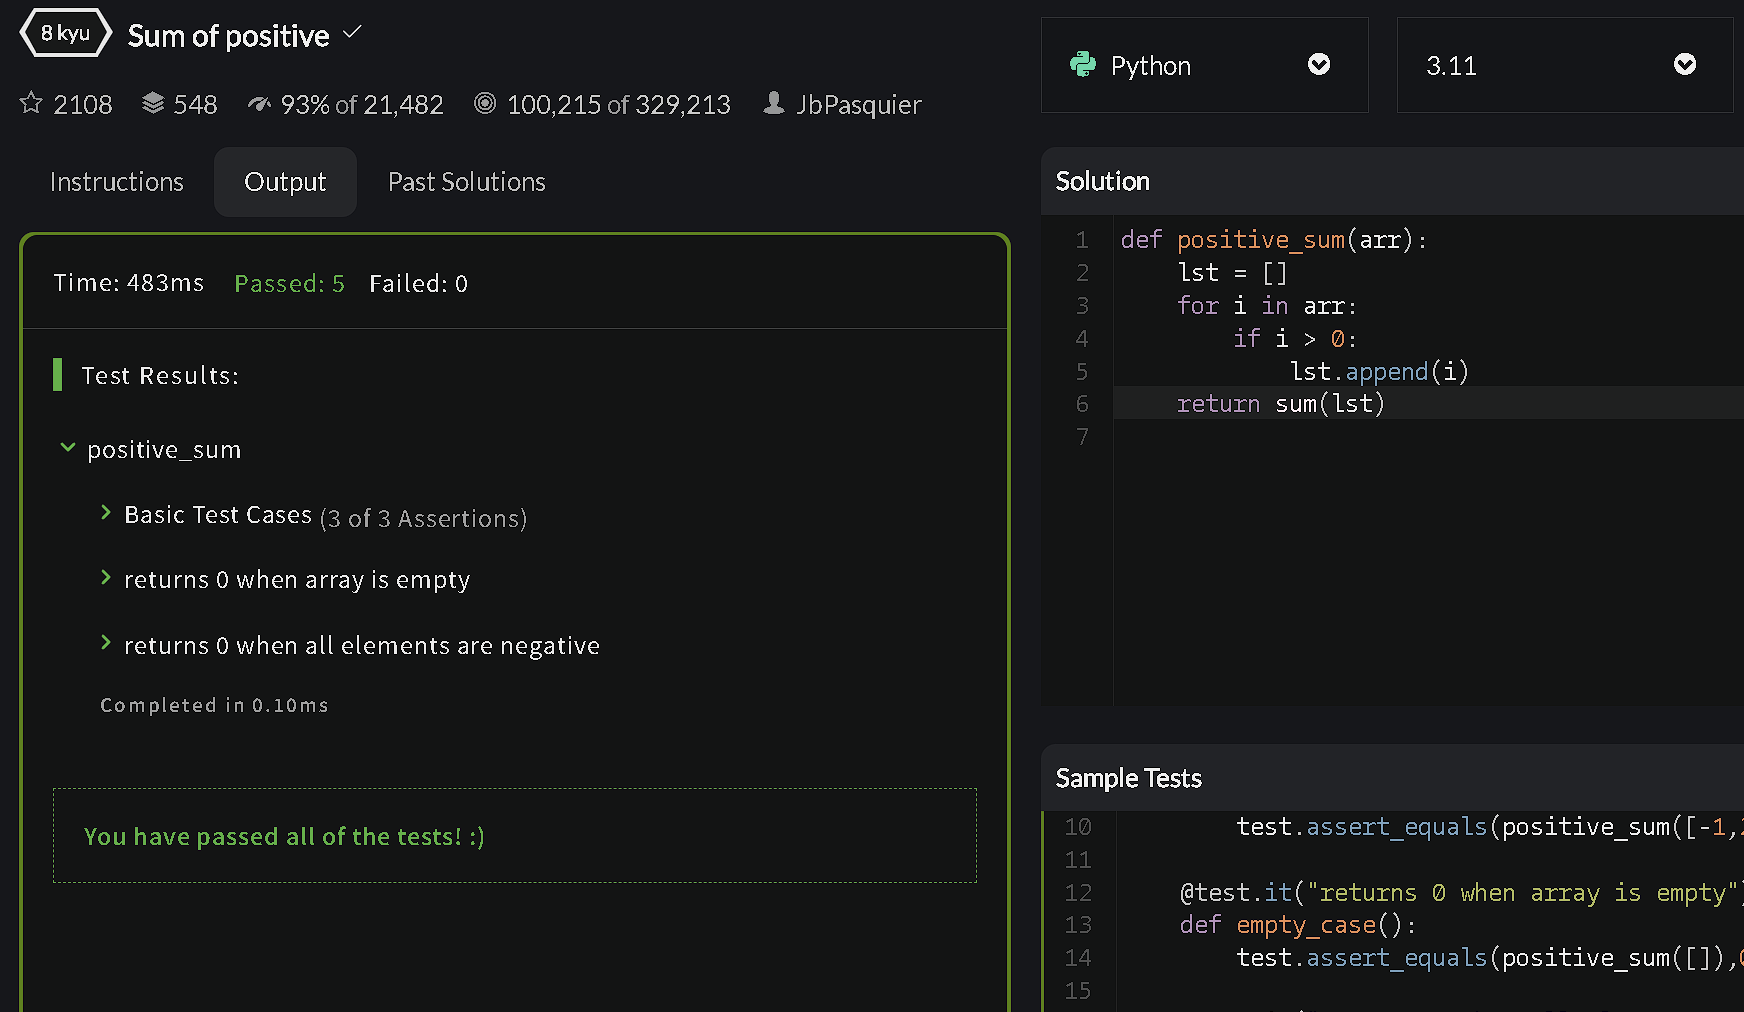 8 kyu Sum of positive
2108 548 93% of 21,482 100,215 of 329,213 JbPasquier
Instructions Output Past Solutions
Time: 483ms Passed: 5 Failed: 0
Test Results:
positive_sum
Basic Test Cases (3 of 3 Assertions)
returns 0 when array is empty
returns 0 when all elements are negative
Completed in 0.10ms
You have passed all of the tests! :)
Python 3.11
Solution
1 def positive_sum(arr):
2     lst = []
3     for i in arr:
4         if i > 0:
5             lst.append(i)
6     return sum(lst)
7
Sample Tests
10         test.assert_equals(positive_sum([-1,2
11
12     @test.it("returns 0 when array is empty")
13     def empty_case():
14         test.assert_equals(positive_sum([]),0
15